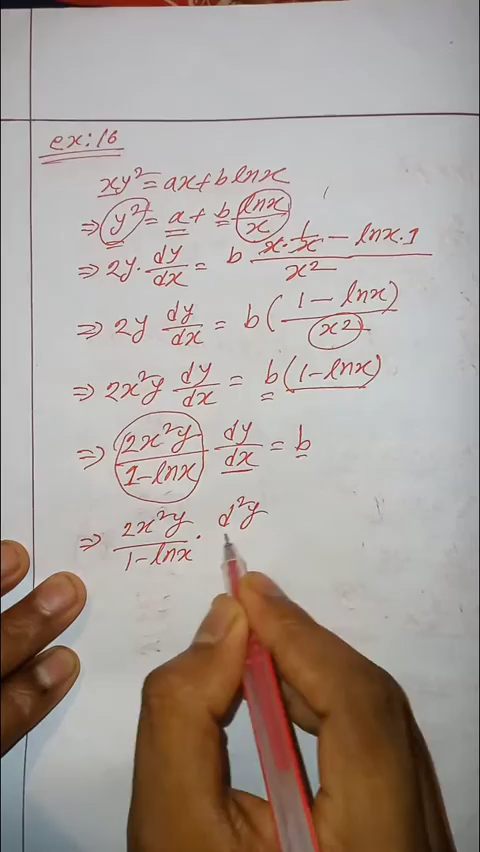 ex:16
xy² = ax + b lnx
⇒ y² = a + b lnx/x
⇒ 2y · dy/dx = b (x · 1/x − lnx · 1)/x²
⇒ 2y dy/dx = b ((1 − lnx)/x²)
⇒ 2x²y dy/dx = b(1 − lnx)
⇒ 2x²y/(1−lnx) dy/dx = b
⇒ 2x²y/(1−lnx) · d²y